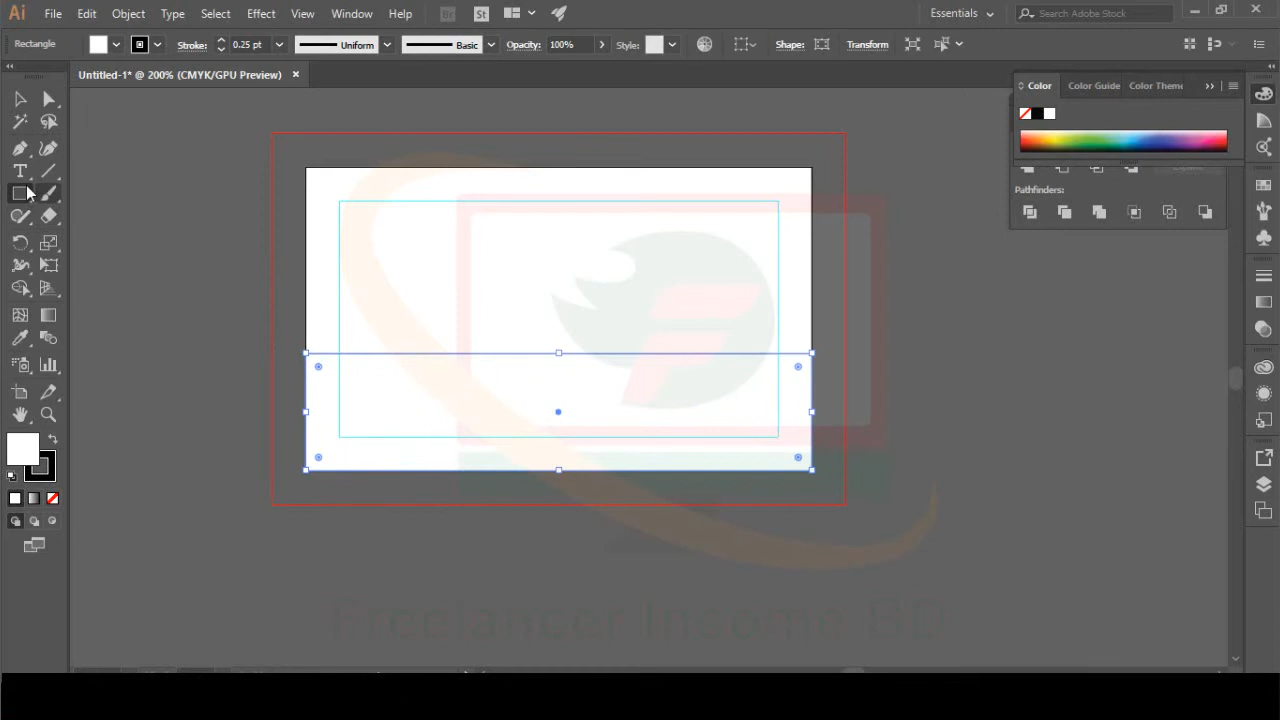 Ai File Edit Object Type Select Effect View Window Help Br St Essentials Search Adobe Stock
Rectangle Stroke: 0.25 pt Uniform Basic Opacity: 100% Style: Shape: Transform
Untitled-1* @ 200% (CMYK/GPU Preview)
Color Color Guide Color Theme
Pathfinders:
Freelancer Income BD